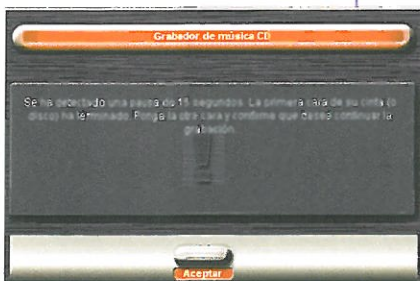 Grabador de música CD
Se ha detectado una pausa de 15 segundos. La primera cara de su cinta (o
disco) ha terminado. Ponga la otra cara y confirme que desea continuar la
grabación.
Aceptar